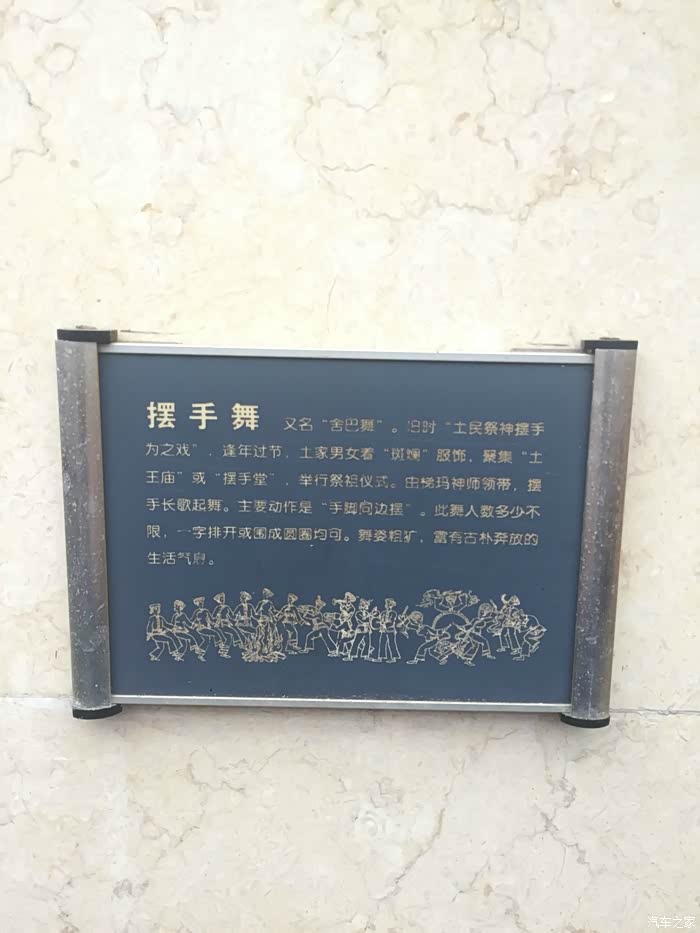 摆手舞 又名“舍巴舞”。旧时“土民祭神摆手
为之戏”，逢年过节，土家男女着“斑斓”服饰，聚集“土
王庙”或“摆手堂”，举行祭祖仪式。由梯玛神师领带，摆
手长歌起舞。主要动作是“手脚同边摆”。此舞人数多少不
限，一字排开或围成圆圈均可。舞姿粗犷，富有古朴奔放的
生活气息。
汽车之家